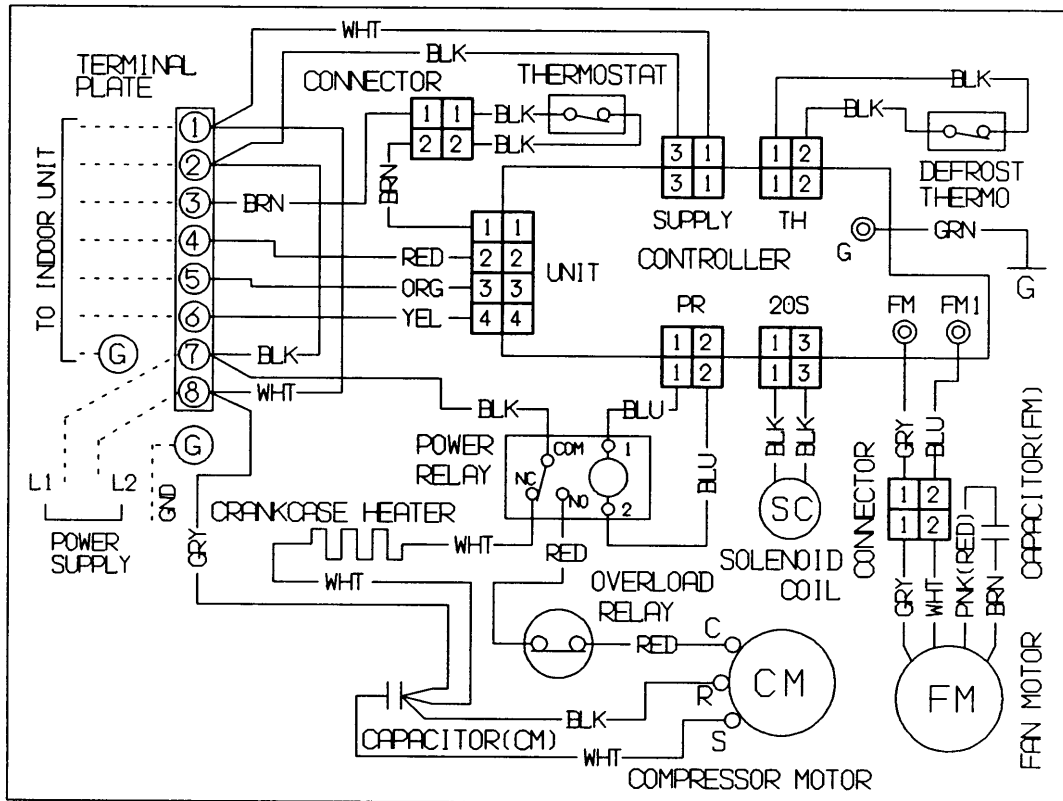 WHT
BLK
TERMINAL
PLATE
CONNECTOR
THERMOSTAT
BLK
BLK
TO INDOOR UNIT
1
2
3
4
5
6
7
8
G
G
BRN
1 1
2 2
BLK
BLK
BRN
3 1
3 1
SUPPLY
1 2
1 2
TH
DEFROST
THERMO
CONTROLLER
G
GRN
G
1 1
2 2
3 3
4 4
UNIT
RED
ORG
YEL
PR
1 2
1 2
20S
1 3
1 3
FM
FM1
BLK
WHT
BLK
BLU
BLU
POWER
RELAY
COM
NC
NO
1
2
BLK
BLK
SC
SOLENOID
COIL
GRY
BLU
CONNECTOR
1 2
1 2
CAPACITOR(FM)
L1
L2
GND
POWER
SUPPLY
GRY
CRANKCASE HEATER
WHT
WHT
RED
OVERLOAD
RELAY
RED
C
R
S
CM
GRY
WHT
PNK(RED)
BRN
FM
FAN MOTOR
BLK
CAPACITOR(CM)
WHT
COMPRESSOR MOTOR